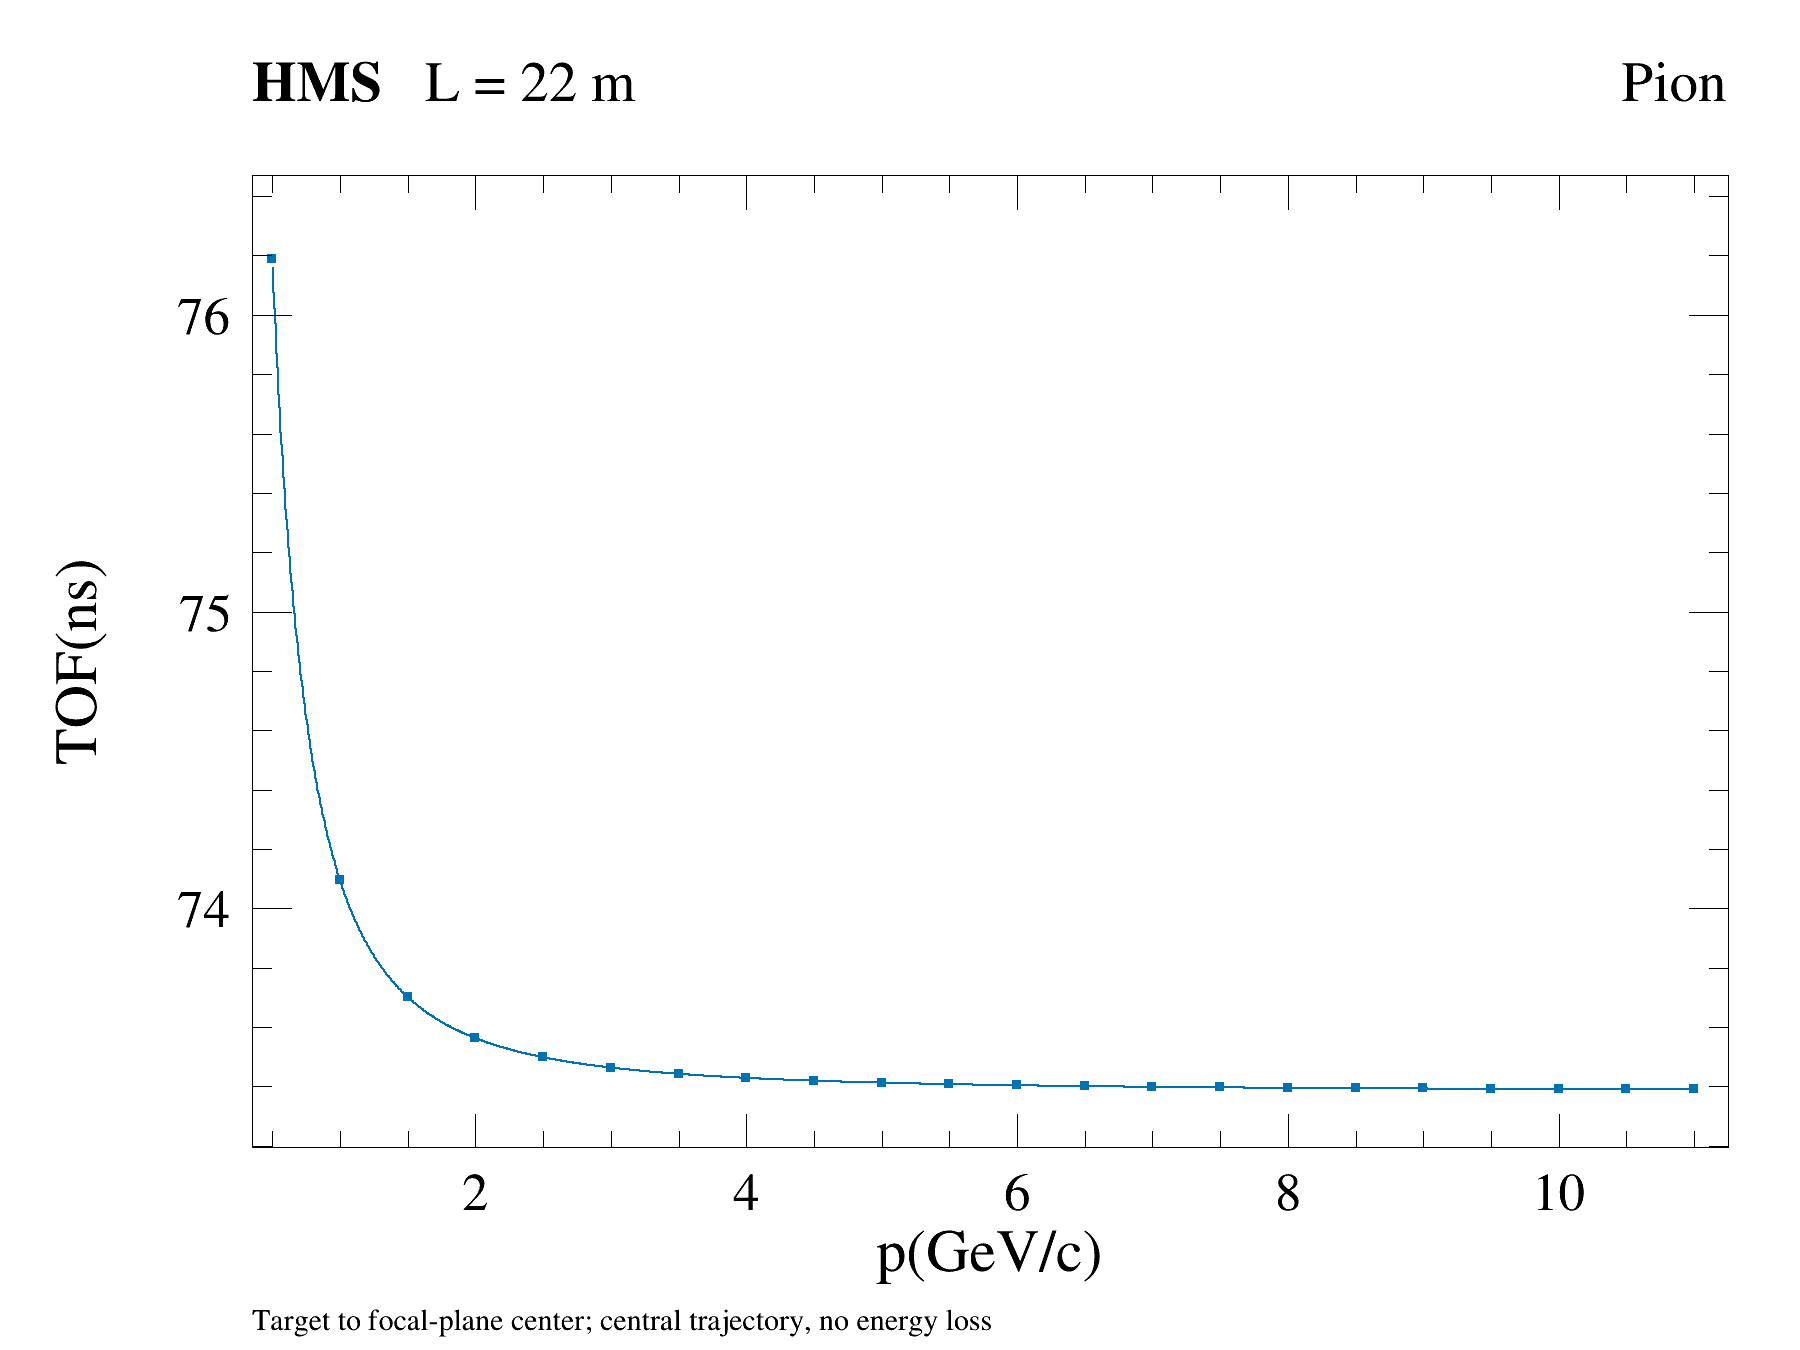 HMS L = 22 m
Pion
76
75
74
TOF(ns)
2 4 6 8 10
p(GeV/c)
Target to focal-plane center; central trajectory, no energy loss